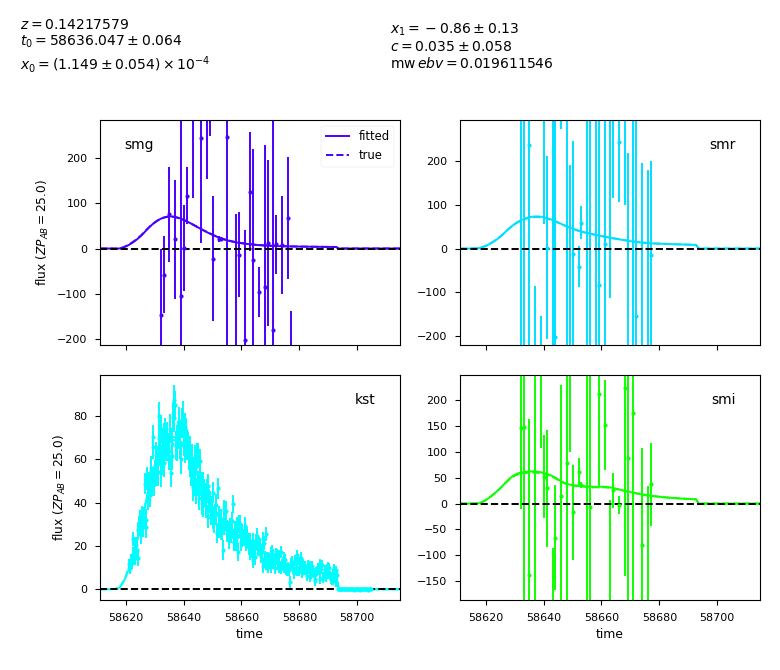 z = 0.14217579
t₀ = 58636.047 ± 0.064
x₀ = (1.149 ± 0.054) × 10⁻⁴
x₁ = −0.86 ± 0.13
c = 0.035 ± 0.058
mw ebv = 0.019611546
smg
fitted
true
200
100
0
−100
−200
flux (ZP_AB = 25.0)
smr
200
100
0
−100
−200
kst
80
60
40
20
0
flux (ZP_AB = 25.0)
58620 58640 58660 58680 58700
time
smi
200
150
100
50
0
−50
−100
−150
58620 58640 58660 58680 58700
time